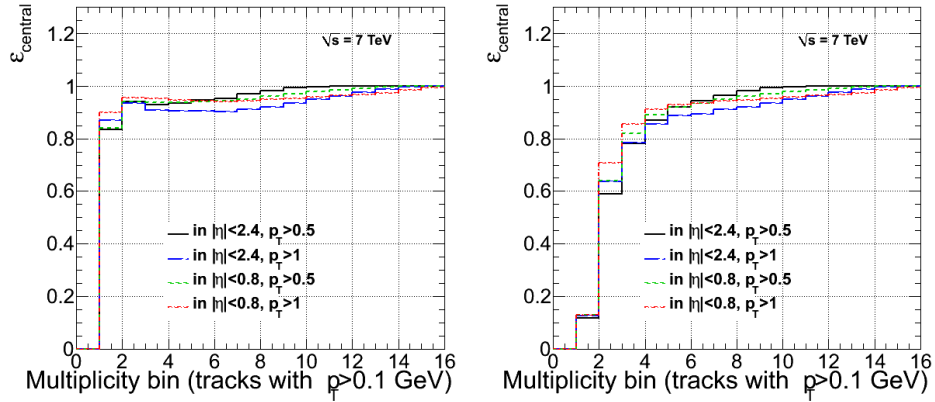 ε_central
1.2
1
0.8
0.6
0.4
0.2
0
√s = 7 TeV
in |η|<2.4, p_T>0.5
in |η|<2.4, p_T>1
in |η|<0.8, p_T>0.5
in |η|<0.8, p_T>1
0 2 4 6 8 10 12 14 16
Multiplicity bin (tracks with p_T>0.1 GeV)
ε_central
1.2
1
0.8
0.6
0.4
0.2
0
√s = 7 TeV
in |η|<2.4, p_T>0.5
in |η|<2.4, p_T>1
in |η|<0.8, p_T>0.5
in |η|<0.8, p_T>1
0 2 4 6 8 10 12 14 16
Multiplicity bin (tracks with p_T>0.1 GeV)